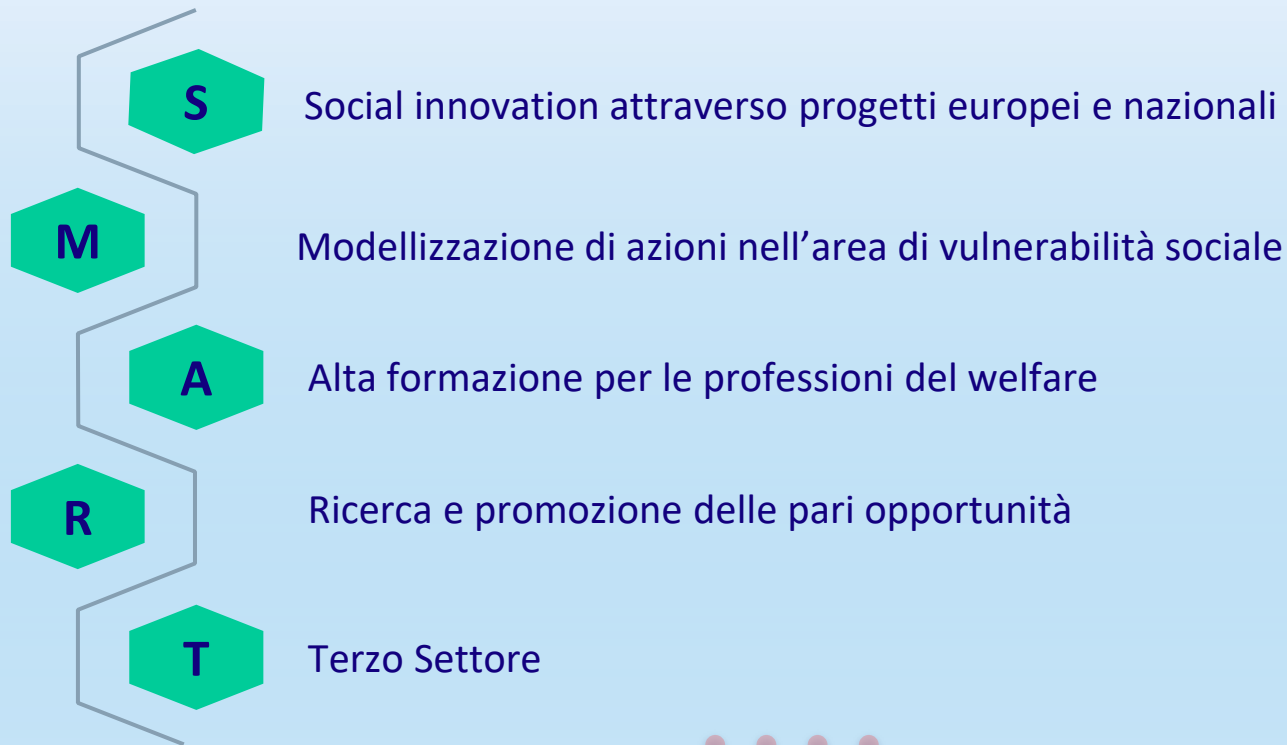 S
Social innovation attraverso progetti europei e nazionali
M
Modellizzazione di azioni nell’area di vulnerabilità sociale
A
Alta formazione per le professioni del welfare
R
Ricerca e promozione delle pari opportunità
T
Terzo Settore